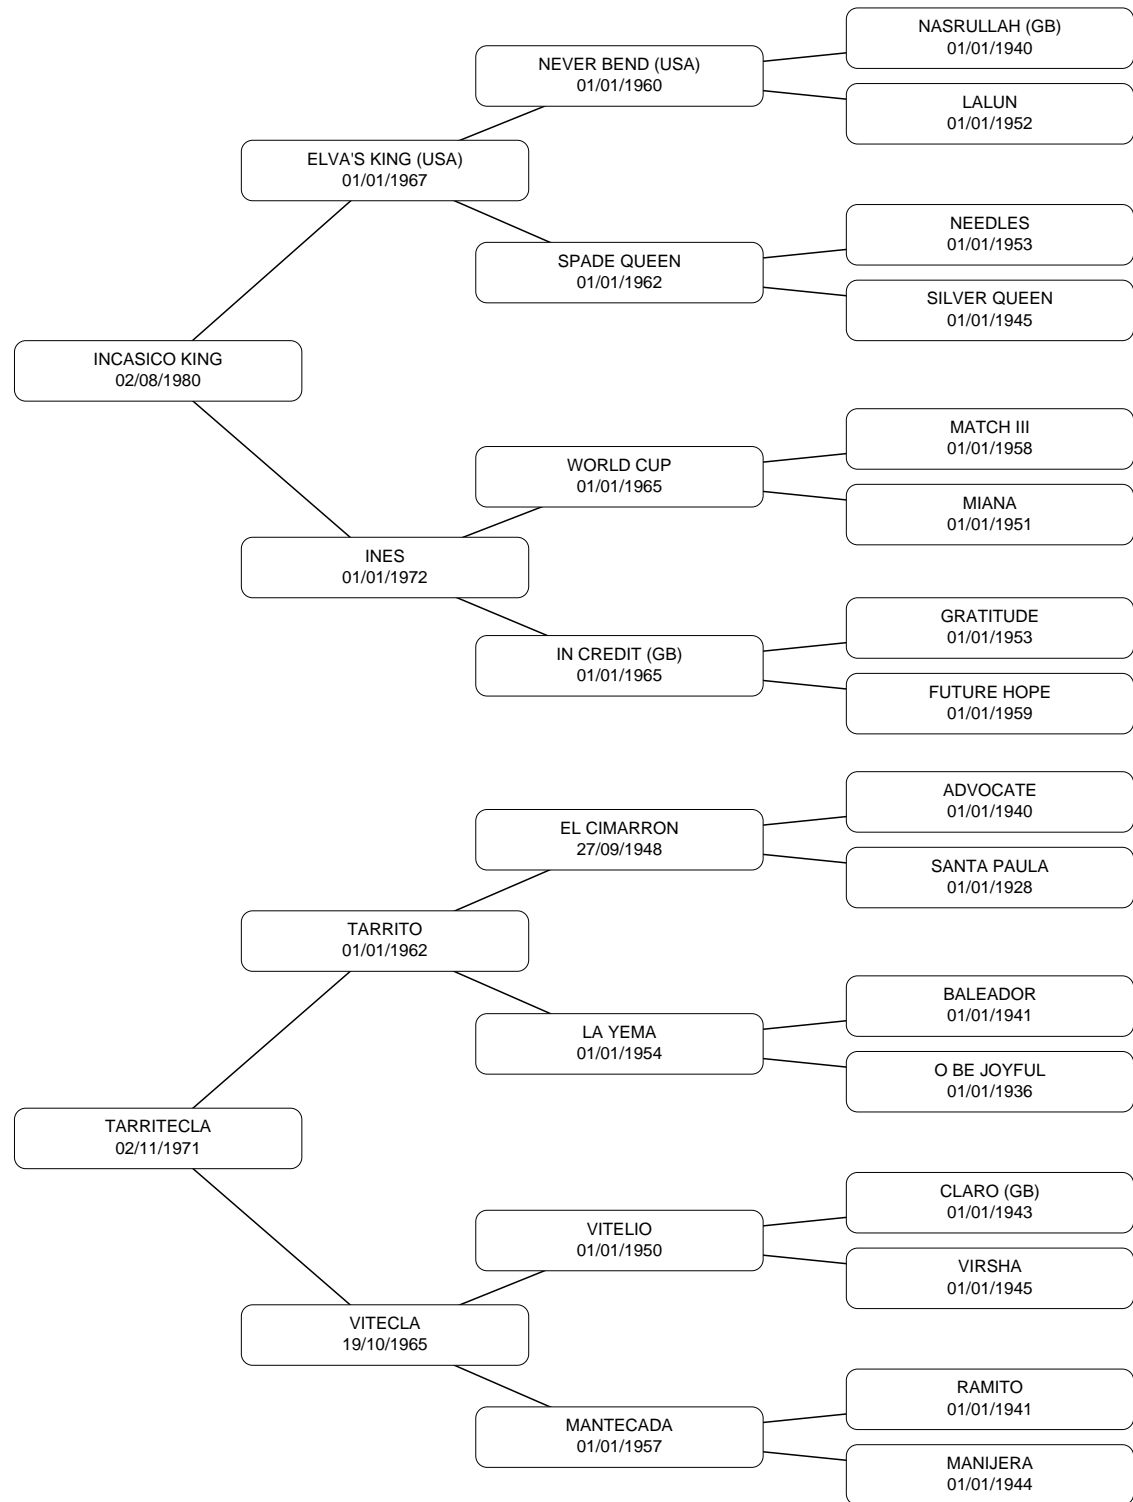 NASRULLAH (GB)
01/01/1940
NEVER BEND (USA)
01/01/1960
LALUN
01/01/1952
ELVA'S KING (USA)
01/01/1967
NEEDLES
01/01/1953
SPADE QUEEN
01/01/1962
SILVER QUEEN
01/01/1945
INCASICO KING
02/08/1980
MATCH III
01/01/1958
WORLD CUP
01/01/1965
MIANA
01/01/1951
INES
01/01/1972
GRATITUDE
01/01/1953
IN CREDIT (GB)
01/01/1965
FUTURE HOPE
01/01/1959
ADVOCATE
01/01/1940
EL CIMARRON
27/09/1948
SANTA PAULA
01/01/1928
TARRITO
01/01/1962
BALEADOR
01/01/1941
LA YEMA
01/01/1954
O BE JOYFUL
01/01/1936
TARRITECLA
02/11/1971
CLARO (GB)
01/01/1943
VITELIO
01/01/1950
VIRSHA
01/01/1945
VITECLA
19/10/1965
RAMITO
01/01/1941
MANTECADA
01/01/1957
MANIJERA
01/01/1944